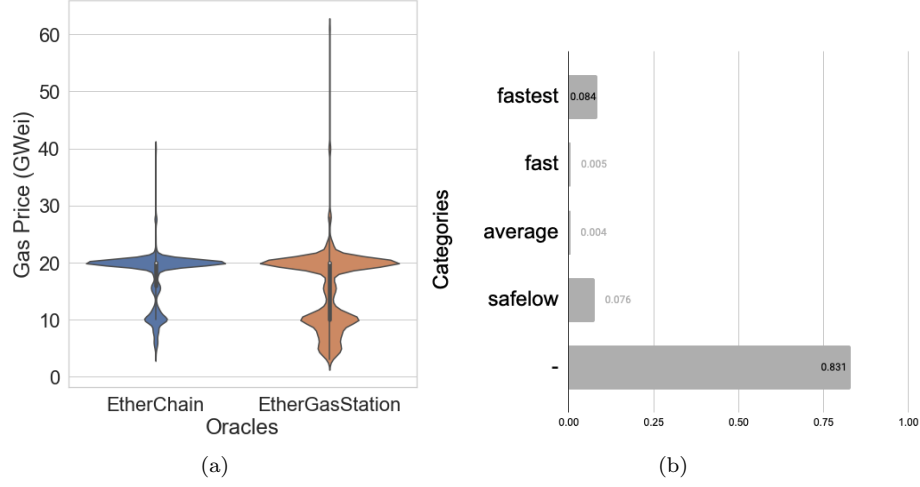 60
50
40
30
20
10
0
Gas Price (GWei)
EtherChain
EtherGasStation
Oracles
(a)
Categories
fastest
0.084
fast
0.005
average
0.004
safelow
0.076
-
0.831
0.00
0.25
0.50
0.75
1.00
(b)